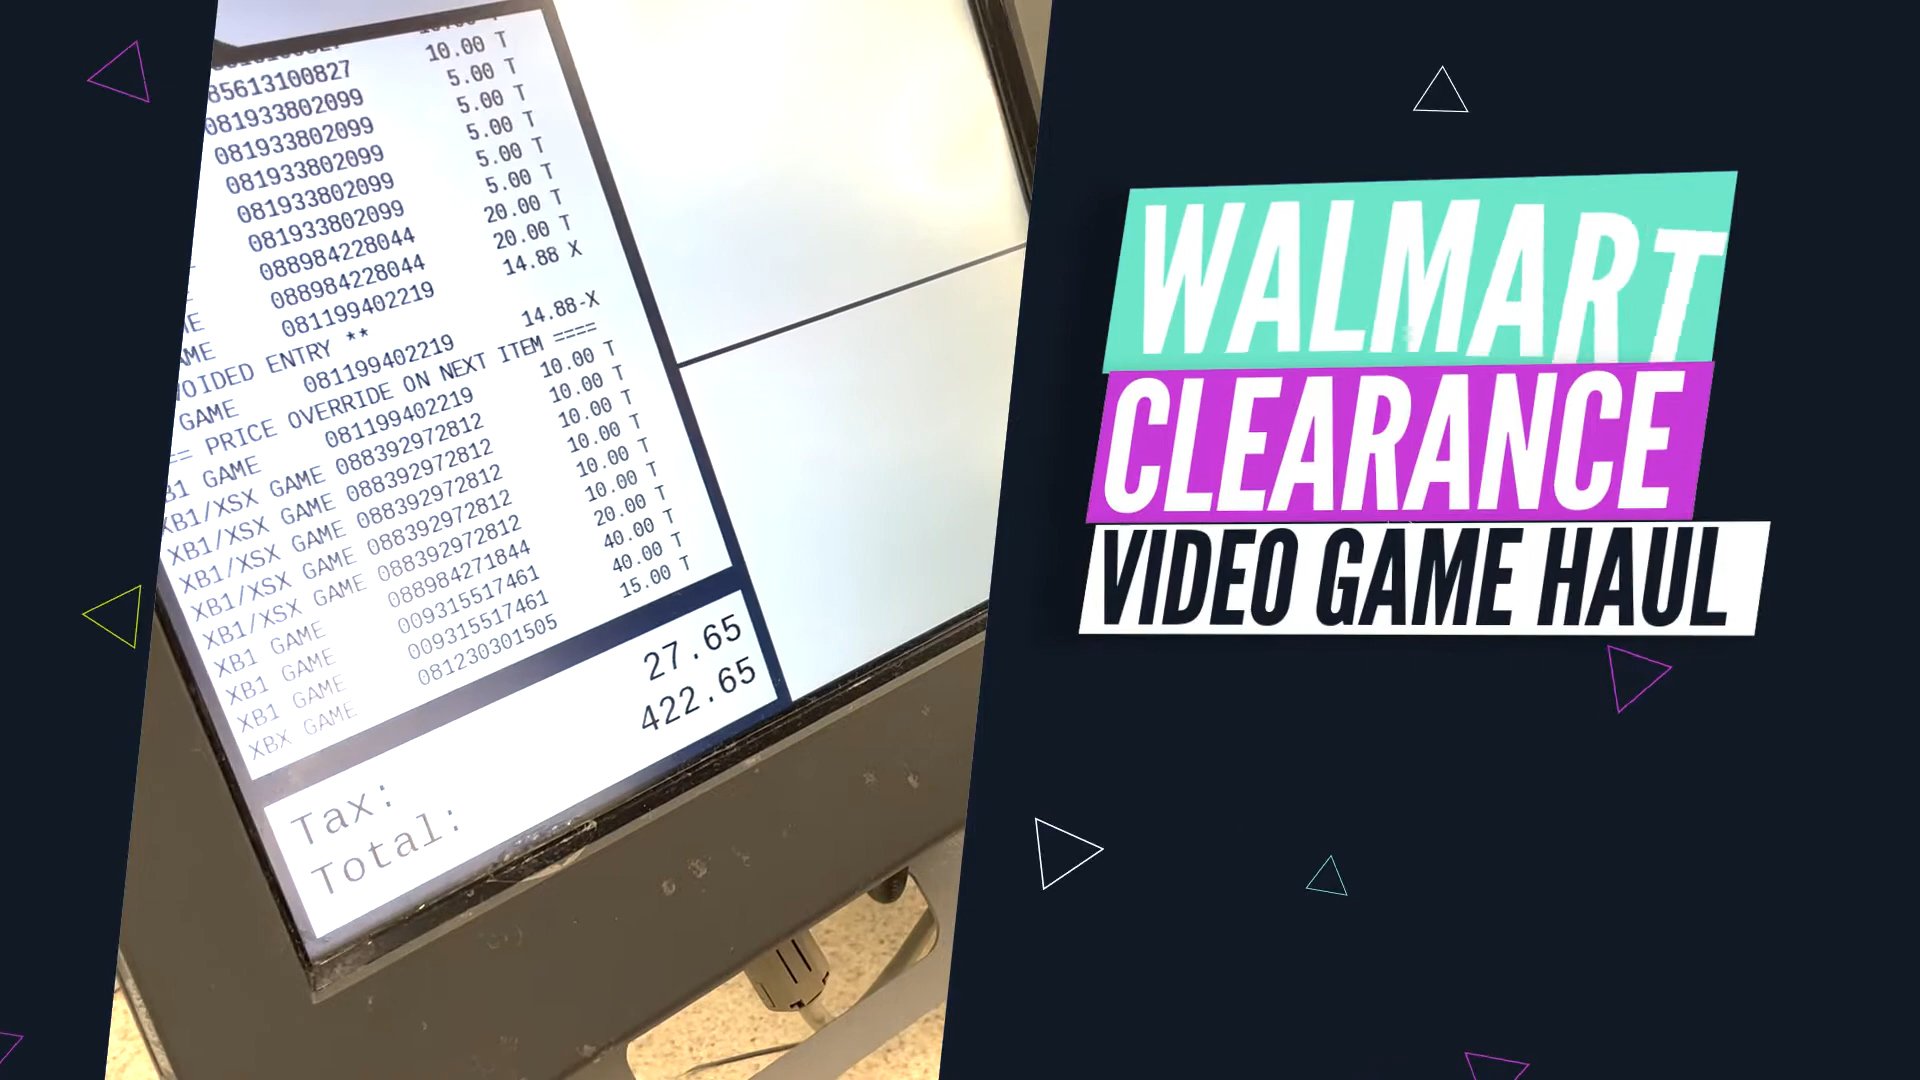 85613100827 10.00 T
081933802099 5.00 T
081933802099 5.00 T
081933802099 5.00 T
081933802099 5.00 T
081933802099 5.00 T
088984228044 20.00 T
088984228044 20.00 T
AME 081199402219 14.88 X
VOIDED ENTRY **
GAME 081199402219 14.88-X
== PRICE OVERRIDE ON NEXT ITEM ====
B1 GAME 081199402219 10.00 T
XB1/XSX GAME 088392972812 10.00 T
XB1/XSX GAME 088392972812 10.00 T
XB1/XSX GAME 088392972812 10.00 T
XB1/XSX GAME 088392972812 10.00 T
XB1/XSX GAME 088392972812 10.00 T
XB1 GAME 088984271844 20.00 T
XB1 GAME 009315517461 40.00 T
XB1 GAME 009315517461 40.00 T
XBX GAME 081230301505 15.00 T
Tax: 27.65
Total: 422.65
WALMART
CLEARANCE
VIDEO GAME HAUL